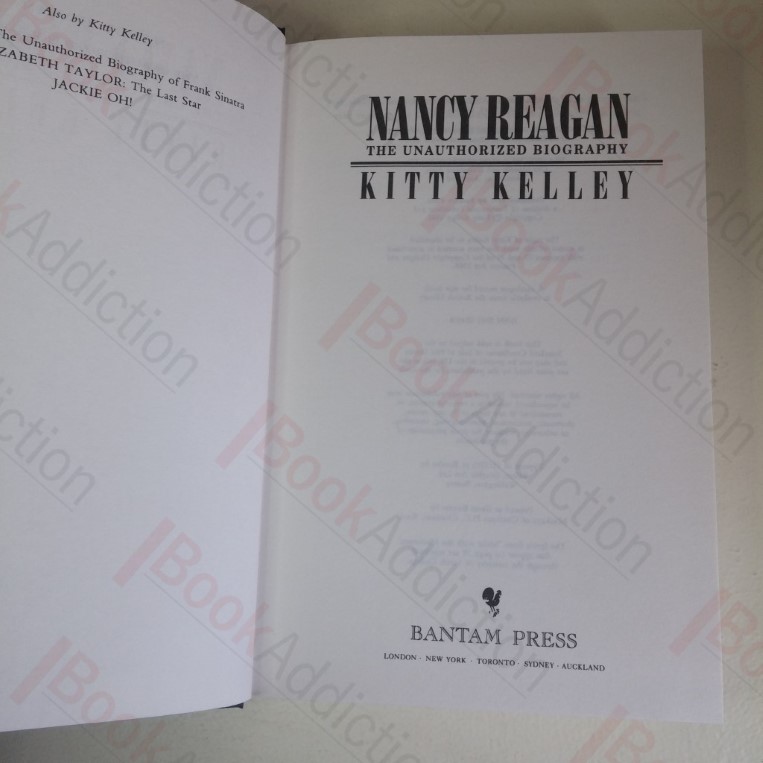 Also by Kitty Kelley
The Unauthorized Biography of Frank Sinatra
ZABETH TAYLOR: The Last Star
JACKIE OH!
NANCY REAGAN
THE UNAUTHORIZED BIOGRAPHY
KITTY KELLEY
BANTAM PRESS
LONDON · NEW YORK · TORONTO · SYDNEY · AUCKLAND
BookAddiction